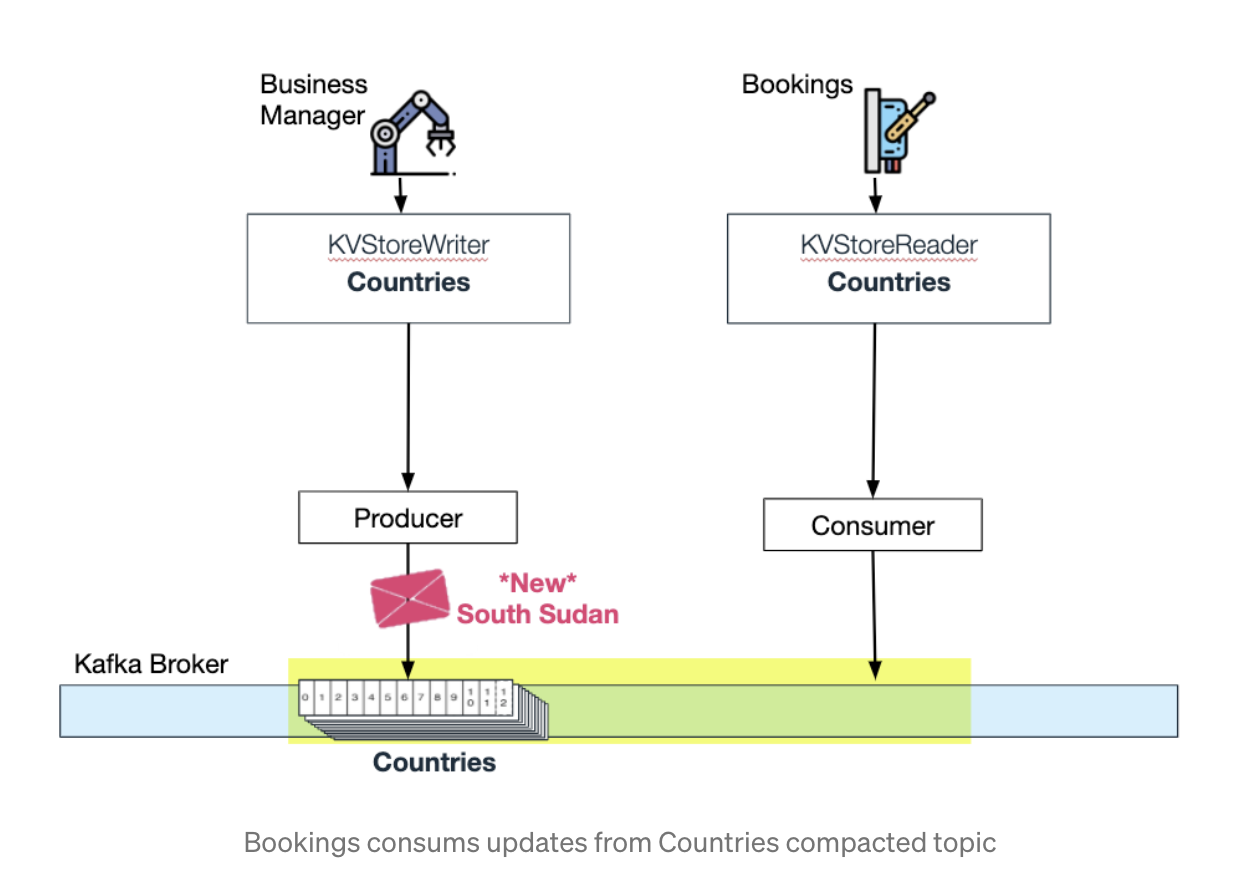 Business
Manager
Bookings
KVStoreWriter
Countries
KVStoreReader
Countries
Producer
Consumer
*New*
South Sudan
Kafka Broker
0 1 2 3 4 5 6 7 8 9 10 11 12
Countries
Bookings consums updates from Countries compacted topic